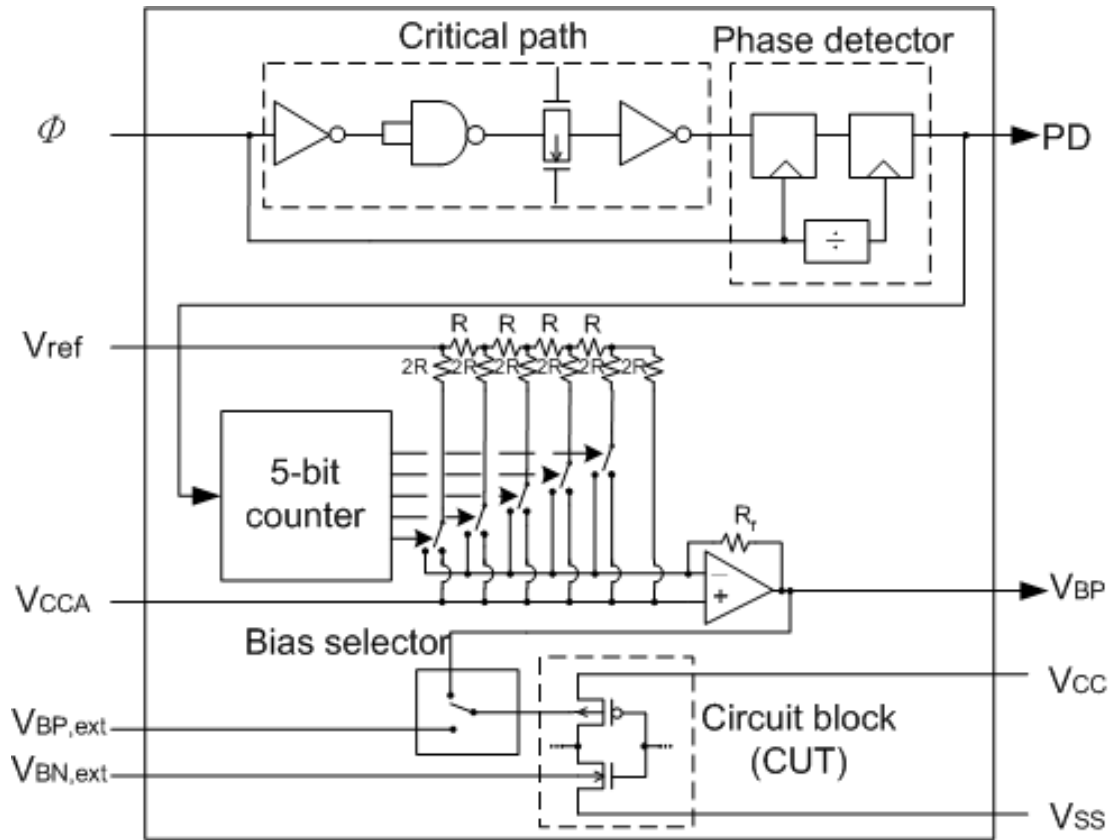 Critical path
Phase detector
Φ
PD
÷
Vref
R R R R
2R 2R 2R 2R 2R 2R
5-bit
counter
Rf
VCCA
−
+
VBP
Bias selector
VCC
VBP,ext
Circuit block
(CUT)
VBN,ext
VSS